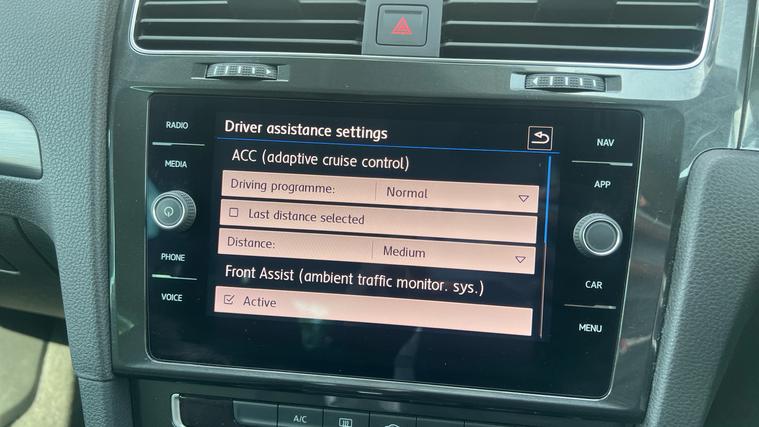 RADIO
MEDIA
PHONE
VOICE
Driver assistance settings
ACC (adaptive cruise control)
Driving programme: Normal
Last distance selected
Distance: Medium
Front Assist (ambient traffic monitor. sys.)
Active
NAV
APP
CAR
MENU
A/C